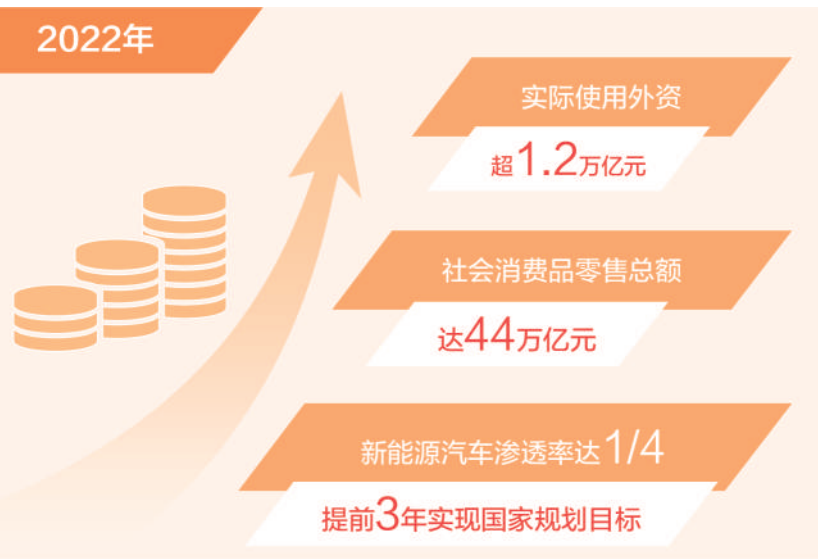 2022年
实际使用外资
超1.2万亿元
社会消费品零售总额
达44万亿元
新能源汽车渗透率达1/4
提前3年实现国家规划目标